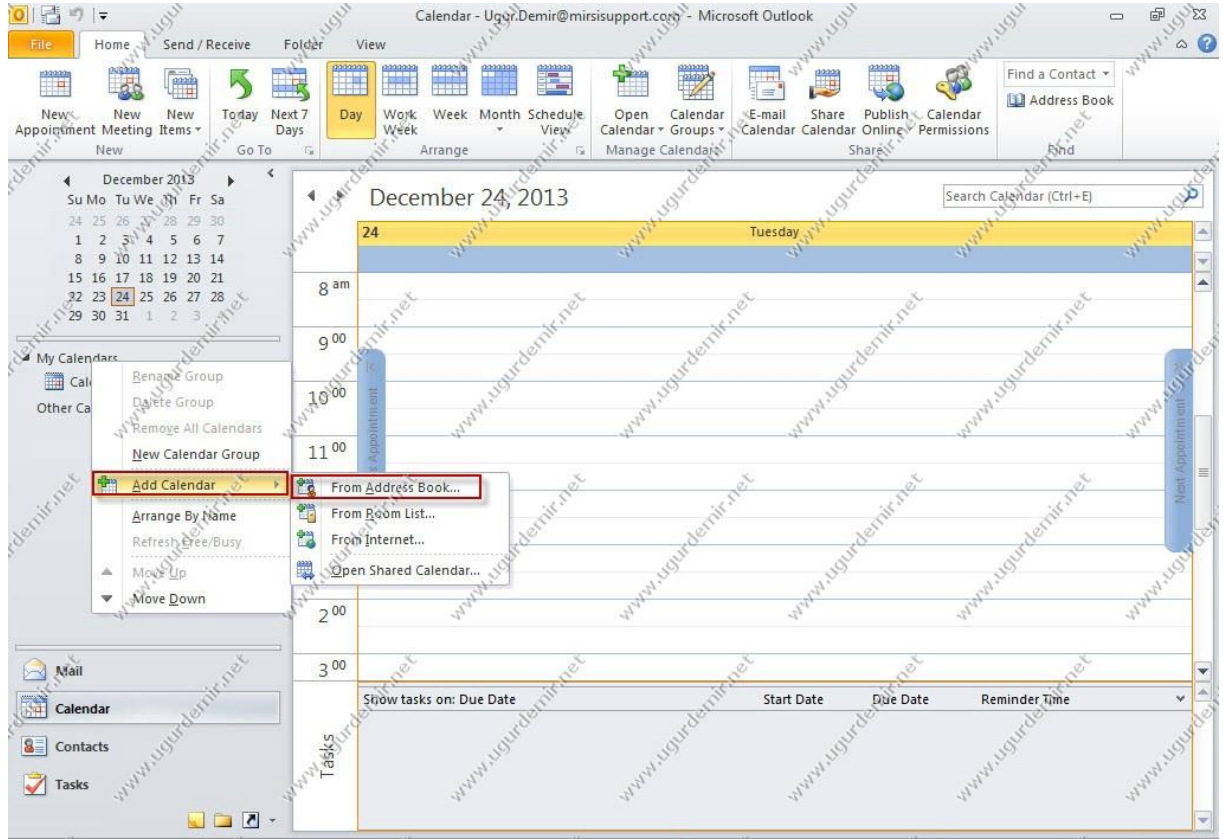 Calendar - Ugur.Demir@mirsisupport.com - Microsoft Outlook
File Home Send / Receive Folder View
New Appointment
New Meeting
New Items
Today
Next 7 Days
Day
Work Week
Week
Month
Schedule View
Open Calendar
Calendar Groups
E-mail Calendar
Share Calendar
Publish Online
Calendar Permissions
Find a Contact
Address Book
New Go To Arrange Manage Calendars Share Find
December 2013
Su Mo Tu We Th Fr Sa
24 25 26 27 28 29 30
1 2 3 4 5 6 7
8 9 10 11 12 13 14
15 16 17 18 19 20 21
22 23 24 25 26 27 28
29 30 31 1 2 3
My Calendars
Other Ca
Rename Group
Delete Group
Remove All Calendars
New Calendar Group
Add Calendar
Arrange By Name
Refresh Free/Busy
Move Up
Move Down
From Address Book...
From Room List...
From Internet...
Open Shared Calendar...
Mail
Calendar
Contacts
Tasks
December 24, 2013
Search Calendar (Ctrl+E)
24 Tuesday
8 am
9 00
10 00
11 00
2 00
3 00
Appointment
Next Appointment
Show tasks on: Due Date Start Date Due Date Reminder Time
Tasks
www.ugurdemir.net